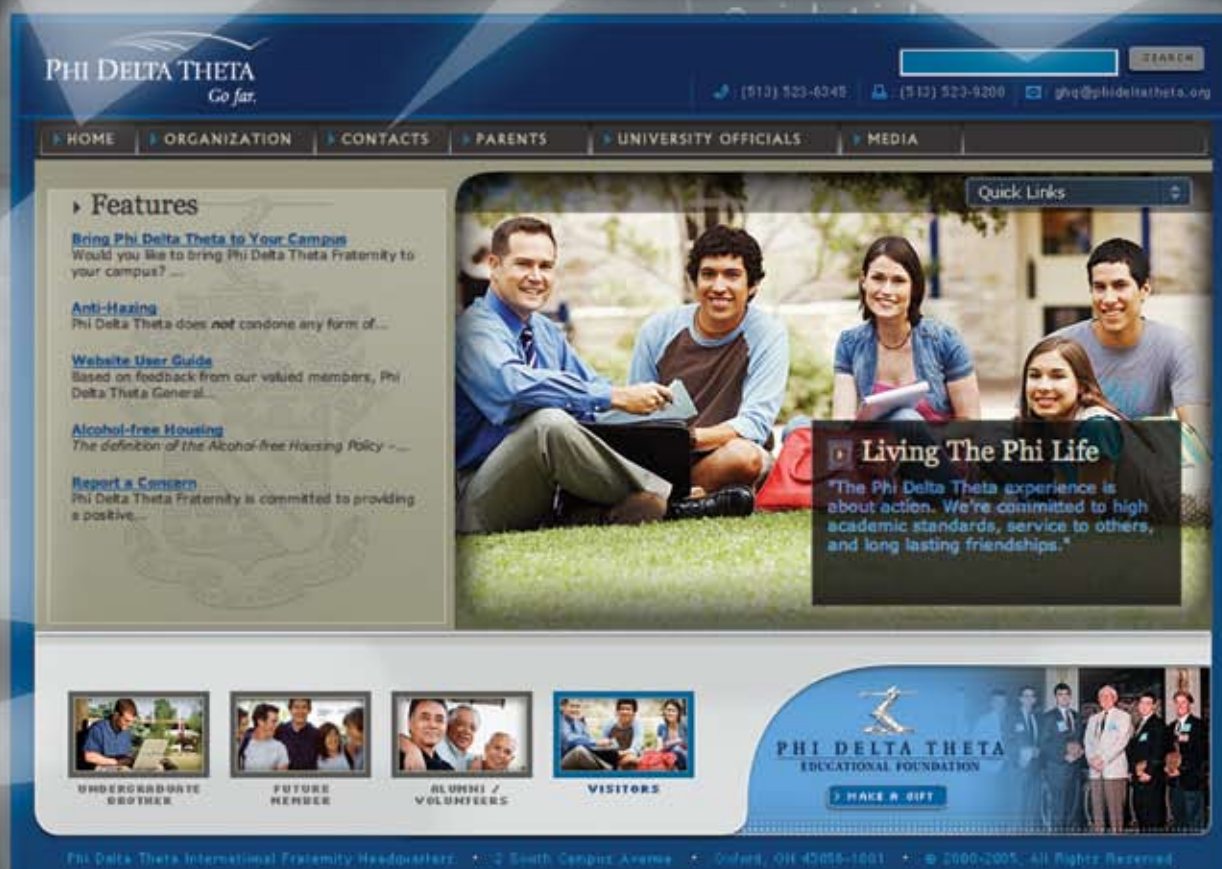 PHI DELTA THETA
Go far.
SEARCH
(513) 523-6345
(513) 523-9200
ghq@phideltatheta.org
HOME
ORGANIZATION
CONTACTS
PARENTS
UNIVERSITY OFFICIALS
MEDIA
Features
Bring Phi Delta Theta to Your Campus
Would you like to bring Phi Delta Theta Fraternity to
your campus? ...
Anti-Hazing
Phi Delta Theta does not condone any form of...
Website User Guide
Based on feedback from our valued members, Phi
Delta Theta General...
Alcohol-free Housing
The definition of the Alcohol-free Housing Policy –...
Report a Concern
Phi Delta Theta Fraternity is committed to providing
a positive...
Quick Links
Living The Phi Life
"The Phi Delta Theta experience is
about action. We're committed to high
academic standards, service to others,
and long lasting friendships."
UNDERGRADUATE
BROTHER
FUTURE
MEMBER
ALUMNI /
VOLUNTEERS
VISITORS
PHI DELTA THETA
EDUCATIONAL FOUNDATION
MAKE A GIFT
Phi Delta Theta International Fraternity Headquarters • 2 South Campus Avenue • Oxford, OH 45056-1801 • © 2000-2005, All Rights Reserved